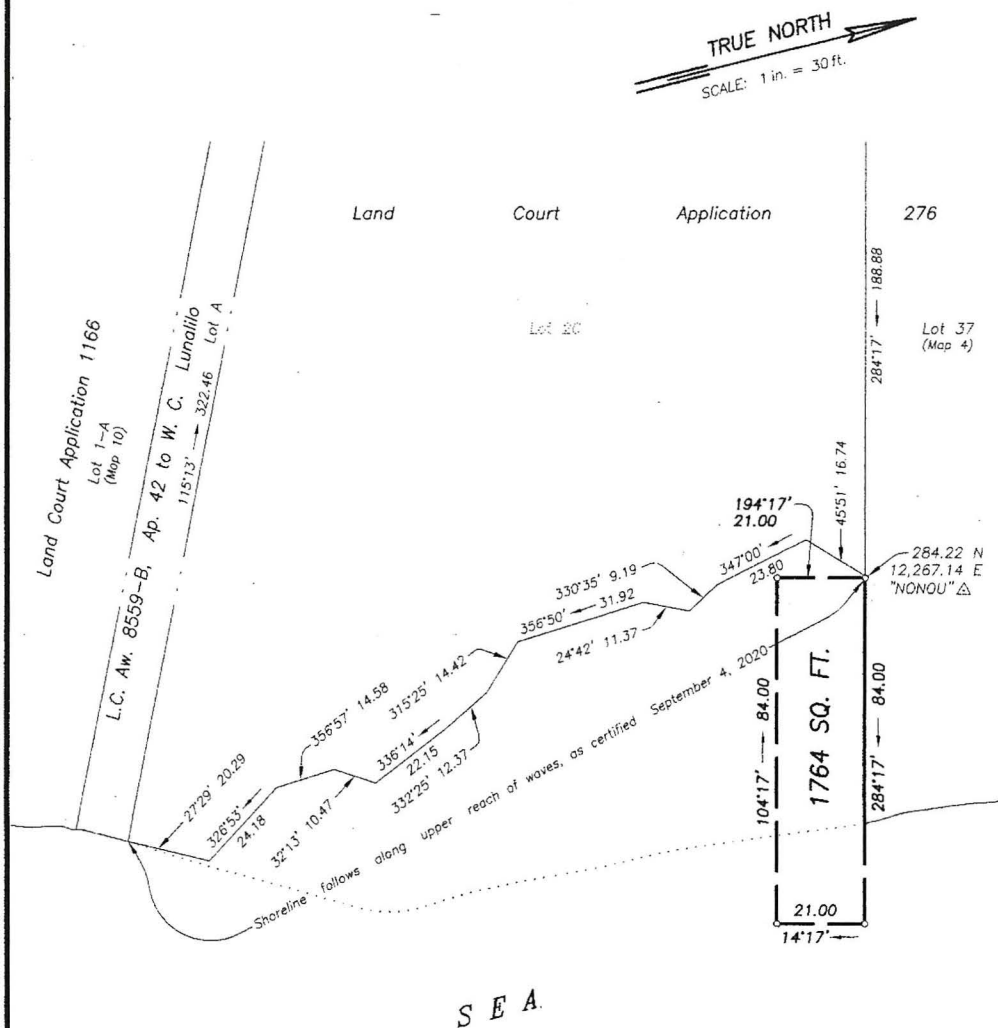 TRUE NORTH
SCALE: 1 in. = 30 ft.
Land Court Application 276
Lot 2C
Lot 37
(Map 4)
284°17' 188.88
Land Court Application 1166
Lot 1-A
(Map 10)
L.C. Aw. 8559-B, Ap. 42 to W. C. Lunalilo
115°13' 322.46 Lot A
194°17'
21.00
45°51' 16.74
284.22 N
12,267.14 E
"NONOU"
347°00'
23.80
330°35' 9.19
356°50' 31.92
24°42' 11.37
315°25' 14.42
356°57' 14.58
336°14'
22.15
332°25' 12.37
27°29' 20.29
326°53'
24.18
32°13' 10.47
Shoreline follows along upper reach of waves, as certified September 4, 2020
104°17' 84.00
1764 SQ. FT.
284°17' 84.00
21.00
14°17'
SEA